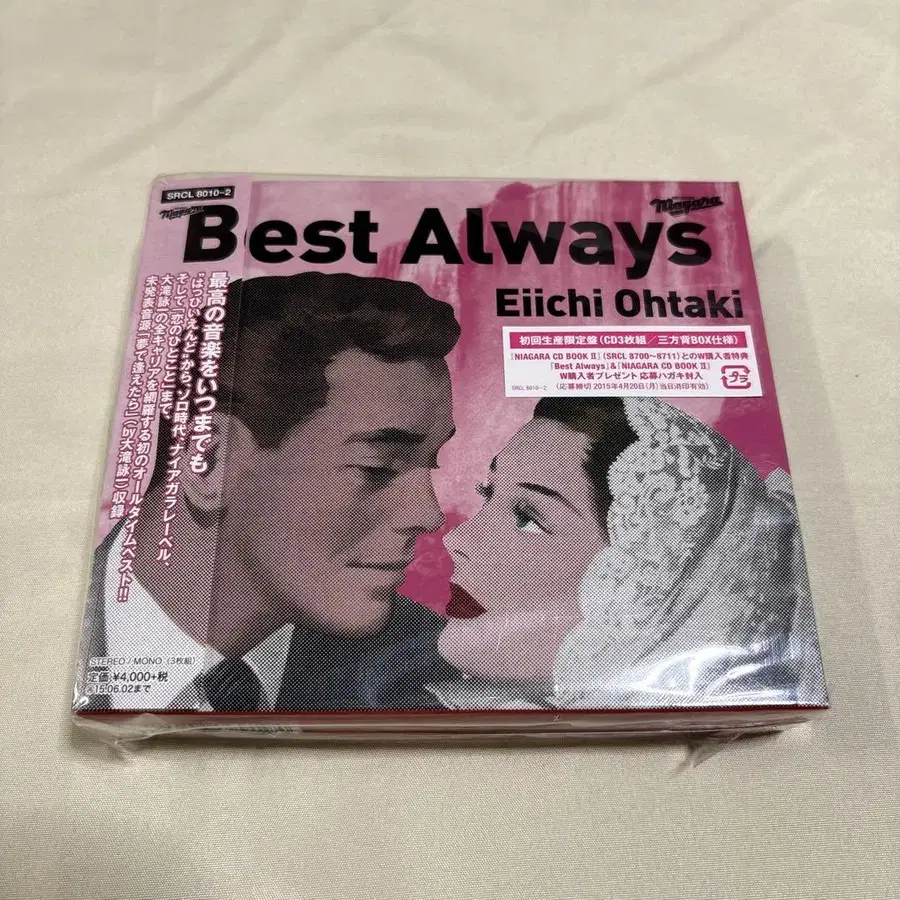 SRCL 8010~2
Niagara
Niagara
Best Always
Eiichi Ohtaki
初回生産限定盤(CD3枚組/三方背BOX仕様)
『NIAGARA CD BOOK Ⅱ』(SRCL 8700~8711)とのW購入者特典
『Best Always』&『NIAGARA CD BOOK Ⅱ』
W購入者プレゼント 応募ハガキ封入
SRCL 8010~2
(応募締切 2015年4月20日(月)当日消印有効)
プラ
最高の音楽をいつまでも
"はっぴいえんど"から、ソロ時代、ナイアガラレーベル、
そして「恋のひとこと」まで、
大滝詠一の全キャリアを網羅する初のオールタイムベスト!!
未発表音源「夢で逢えたら」(by大滝詠一)収録
STEREO/MONO (3枚組)
定価 ¥4,000+税
15.06.02まで